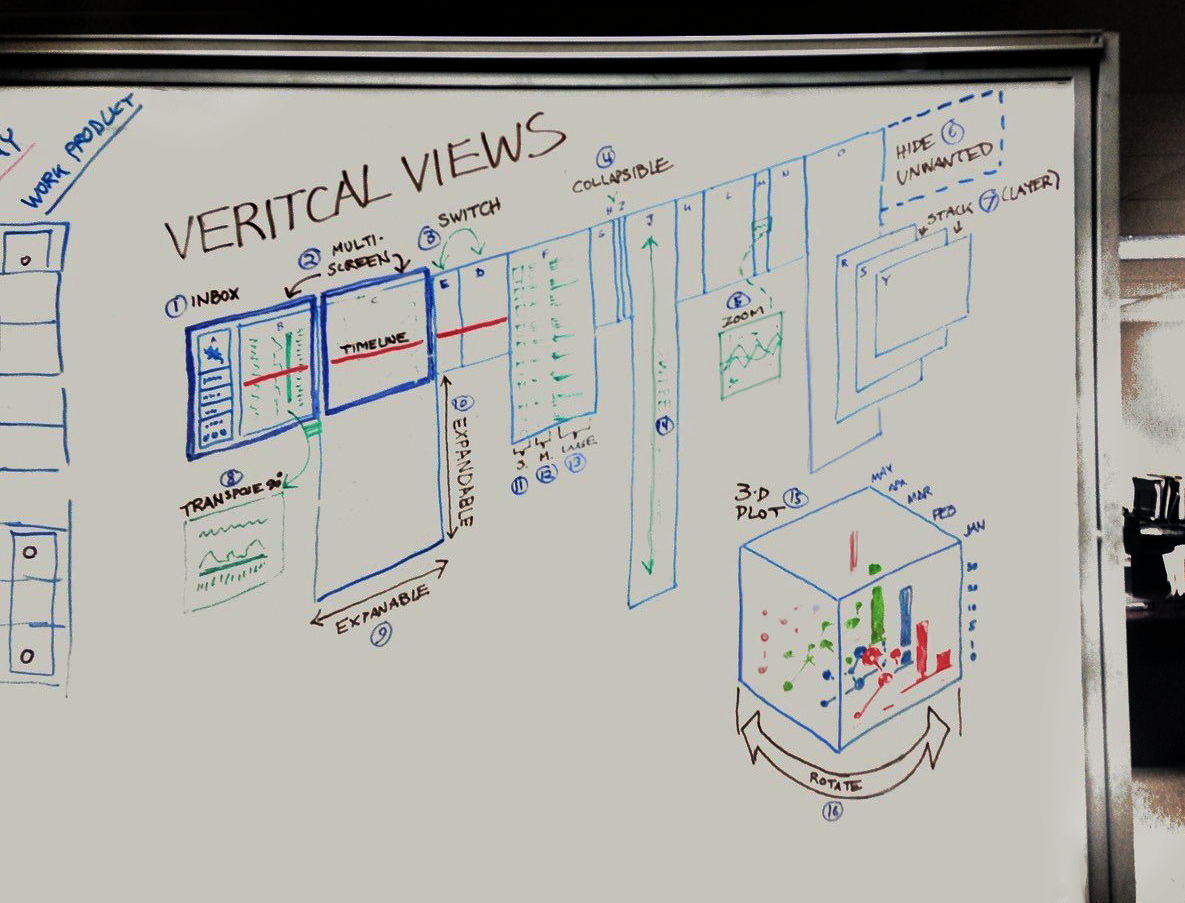 WORK PRODUCT
VERITCAL VIEWS
① INBOX
② MULTI-
SCREEN
③ SWITCH
④
COLLAPSIBLE
HIDE ⑥
UNWANTED
STACK ⑦ (LAYER)
B
C
TIMELINE
E
D
F
G
J
L
M
N
O
R
S
Y
ZOOM
⑧
TRANSPOSE 90°
⑩ EXPANDABLE
EXPANABLE
⑨
S.
M.
LARGE
⑪
⑫
⑬
⑭
3-D ⑮
PLOT
MAY
APR
MAR
FEB
JAN
ROTATE
⑯